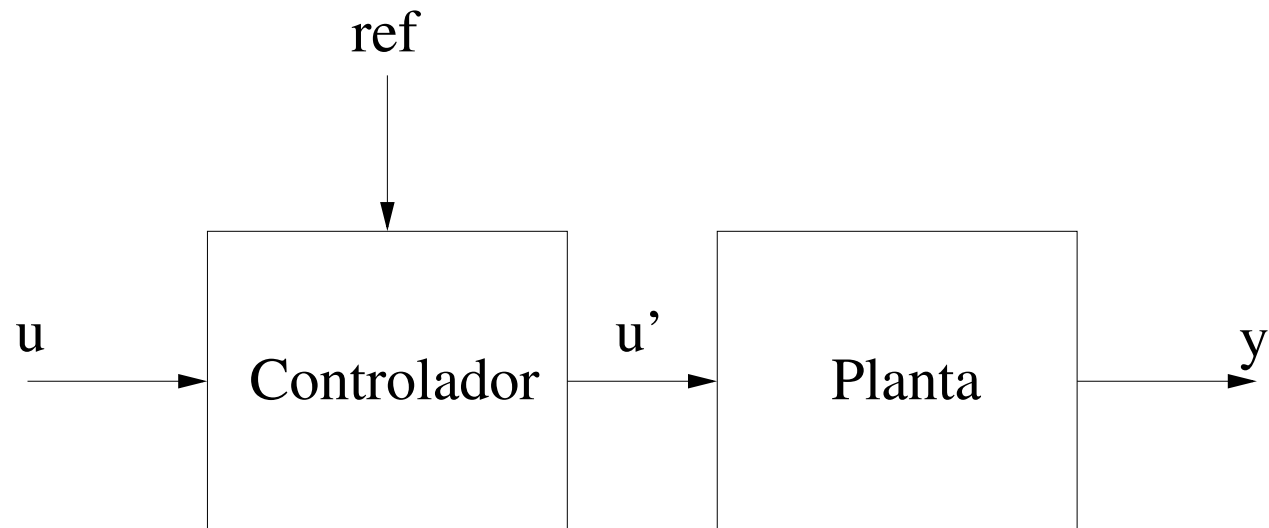 ref
u
Controlador
u’
Planta
y